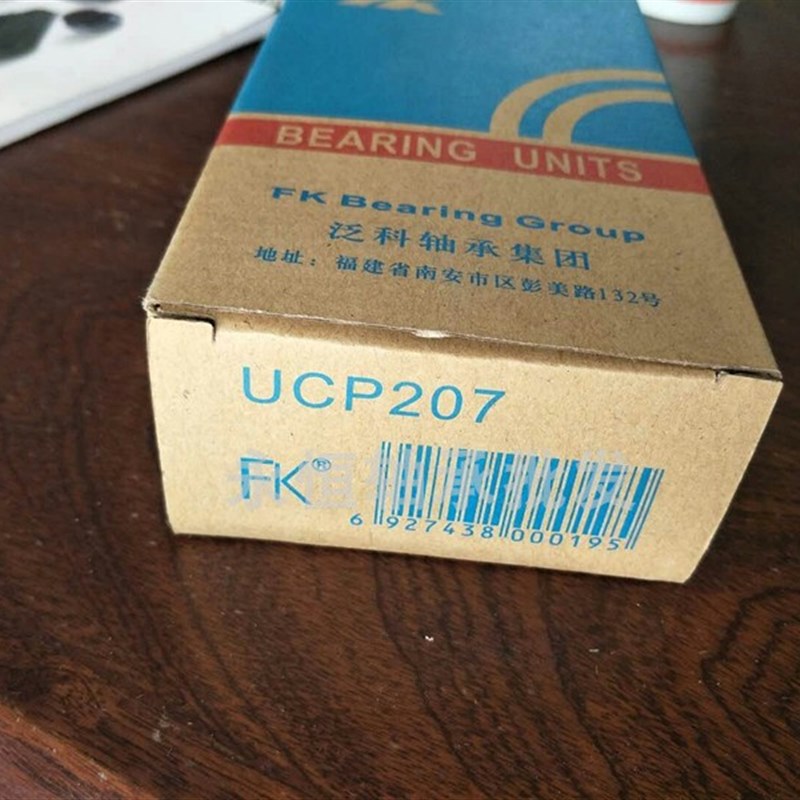 BEARING UNITS
FK Bearing Group
泛科轴承集团
地址：福建省南安市区彭美路132号
UCP207
FK®
6 927438 000195